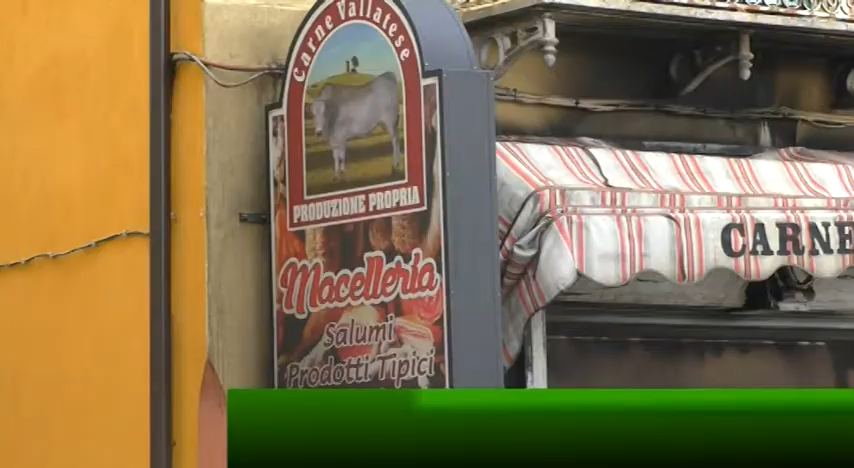 Carne Vallatese
PRODUZIONE PROPRIA
Macelleria
Salumi
Prodotti Tipici
CARNE